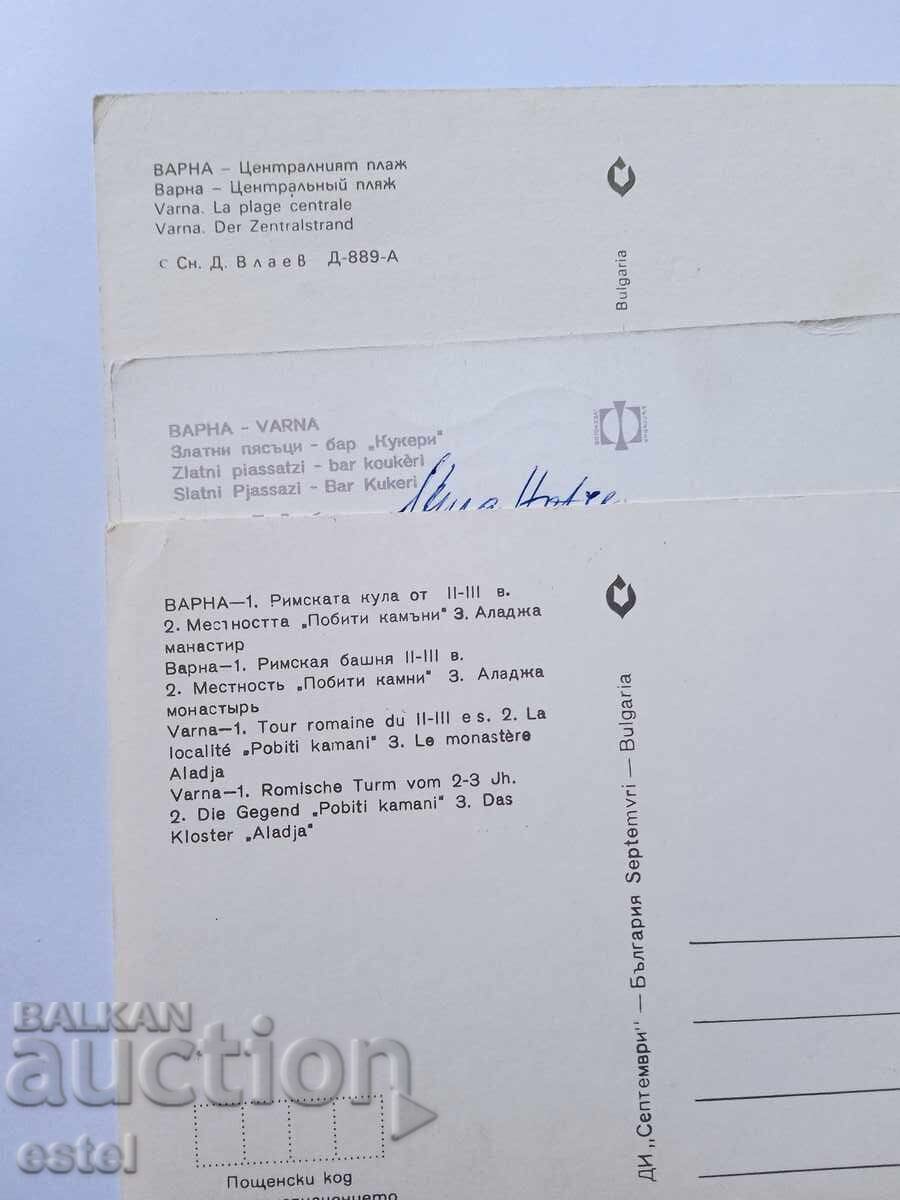 ВАРНА – Централният плаж
Варна – Центральный пляж
Varna. La plage centrale
Varna. Der Zentralstrand
с Сн. Д. Влаев Д-889-А
Bulgaria
ВАРНА – VARNA
Златни пясъци – бар „Кукери"
Zlatni piassatzi – bar koukèri
Slatni Pjassazi – Bar Kukeri
ВАРНА—1. Римската кула от II-III в.
2. Местността „Побити камъни" 3. Аладжа
манастир
Варна—1. Римская башня II-III в.
2. Местность „Побити камни" 3. Аладжа
монастырь
Varna—1. Tour romaine du II-III e s. 2. La
localité „Pobiti kamani" 3. Le monastère
Aladja
Varna—1. Romische Turm vom 2-3 Jh.
2. Die Gegend „Pobiti kamani" 3. Das
Kloster „Aladja"
ДИ „Септември" — България Septemvri — Bulgaria
Пощенски код
BALKAN
auction
estel